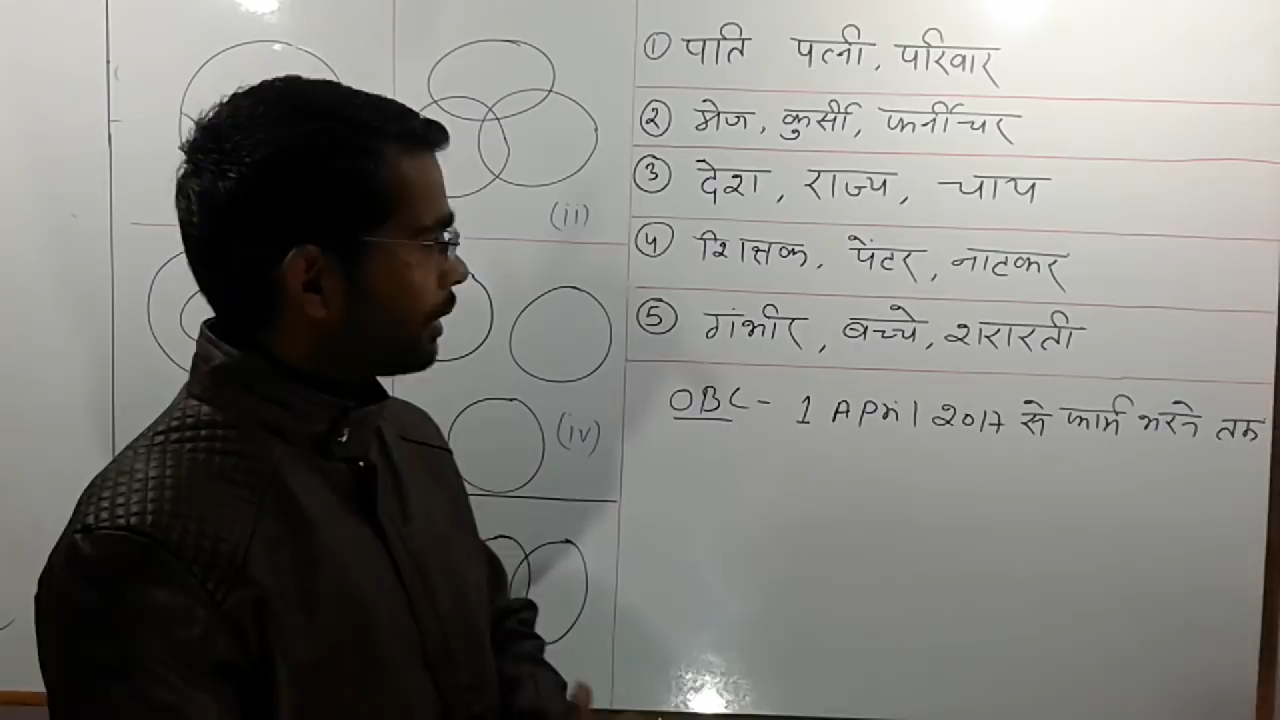 (ii)
(iv)
① पति पत्नी, परिवार
② मेज, कुर्सी, फर्नीचर
③ देश, राज्य, चाय
④ शिक्षक, पेंटर, नाटकर
⑤ गंभीर, बच्चे, शरारती
OBC - 1 April 2017 से फार्म भरने तक